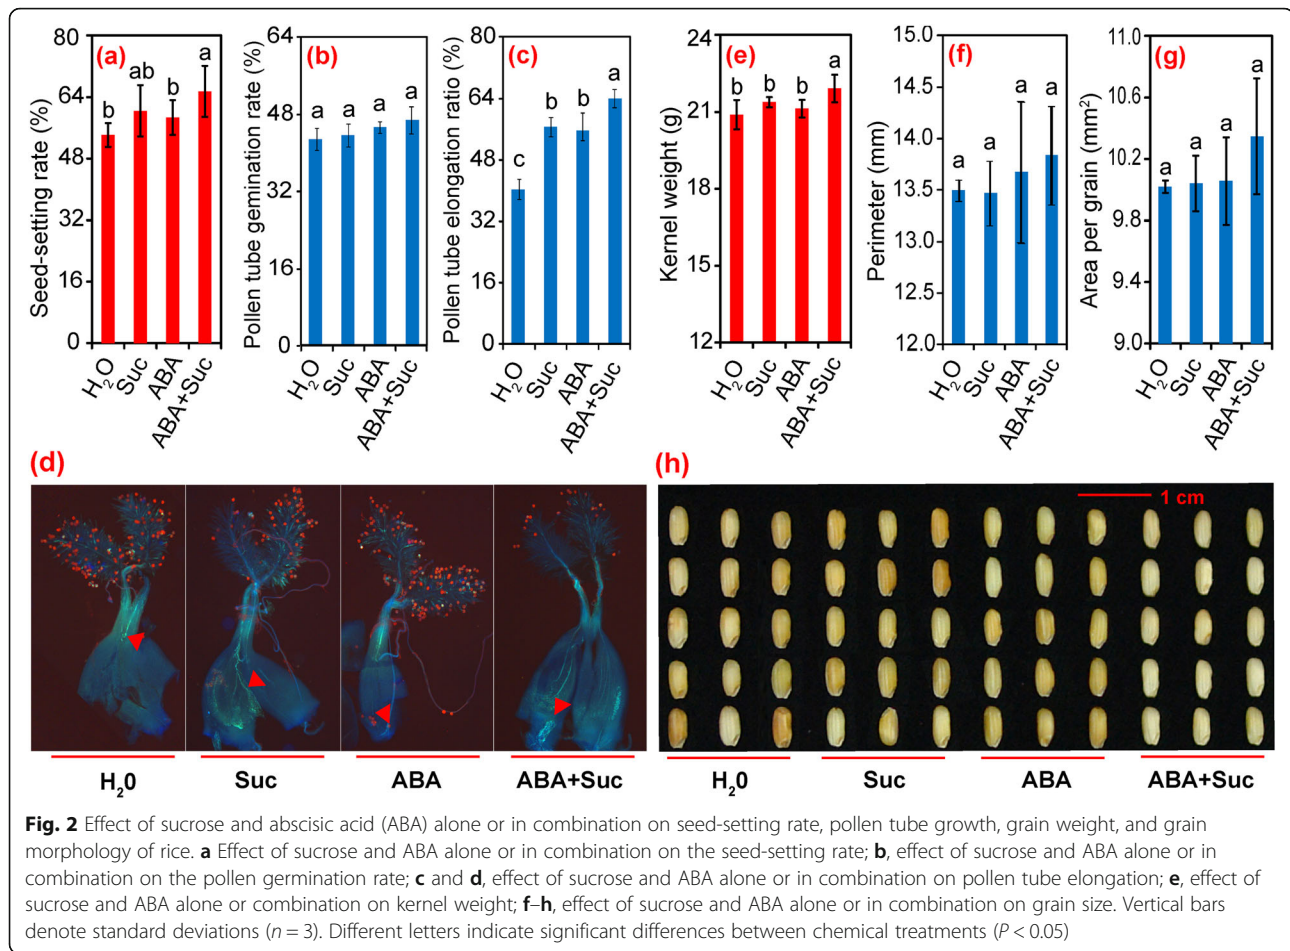 (a)
Seed-setting rate (%)
80
64
48
32
16
0
b
ab
b
a
H₂O
Suc
ABA
ABA+Suc
(b)
Pollen tube gemination rate (%)
64
48
32
16
0
a
a
a
a
H₂O
Suc
ABA
ABA+Suc
(c)
Pollen tube elongation ratio (%)
80
64
48
32
16
0
c
b
b
a
H₂O
Suc
ABA
ABA+Suc
(e)
Kernel weight (g)
24
21
18
15
12
b
b
b
a
H₂O
Suc
ABA
ABA+Suc
(f)
Perimeter (mm)
15.0
14.5
14.0
13.5
13.0
12.5
12.0
a
a
a
a
H₂O
Suc
ABA
ABA+Suc
(g)
Area per grain (mm²)
11.0
10.6
10.2
9.8
9.4
9.0
a
a
a
a
H₂O
Suc
ABA
ABA+Suc
(d)
H₂0
Suc
ABA
ABA+Suc
(h)
1 cm
H₂0
Suc
ABA
ABA+Suc
Fig. 2 Effect of sucrose and abscisic acid (ABA) alone or in combination on seed-setting rate, pollen tube growth, grain weight, and grain
morphology of rice. a Effect of sucrose and ABA alone or in combination on the seed-setting rate; b, effect of sucrose and ABA alone or in
combination on the pollen germination rate; c and d, effect of sucrose and ABA alone or in combination on pollen tube elongation; e, effect of
sucrose and ABA alone or combination on kernel weight; f–h, effect of sucrose and ABA alone or in combination on grain size. Vertical bars
denote standard deviations (n = 3). Different letters indicate significant differences between chemical treatments (P < 0.05)